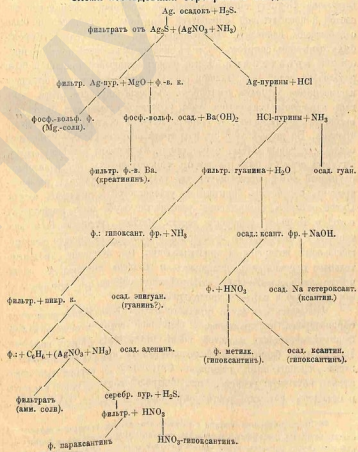 Ag. осадокъ+H₂S.
фильтратъ отъ Ag₂S+(AgNO₃+NH₃)
фильтр. Ag-пур.+MgO+ф.-в. к.
Ag-пурины+HCl
фосф.-вольф. ф.
(Mg.-соли).
фосф.-вольф. осад.+Ba(OH)₂
HCl-пурины+NH₃
фильтр. ф.-в. Ba.
(креатининъ).
фильтр. гуанина+H₂O
осад. гуан.
ф.: гипоксант. фр.+NH₃
осад.: ксант. фр.+NaOH.
фильтр.+пикр. к.
осад. эпигуан.
(гуанинъ?).
ф.+HNO₃
осад. Na гетероксант.
(ксантин.).
ф.:+C₆H₆+(AgNO₃+NH₃)
осад. аденинъ.
ф. метилк.
(гипоксантинъ).
осад. ксантин.
(гипоксантинъ).
фильтратъ
(амм. соли).
серебр. пур.+H₂S.
фильтр.+HNO₃
ф. параксантинъ
HNO₃-гипоксантинъ.